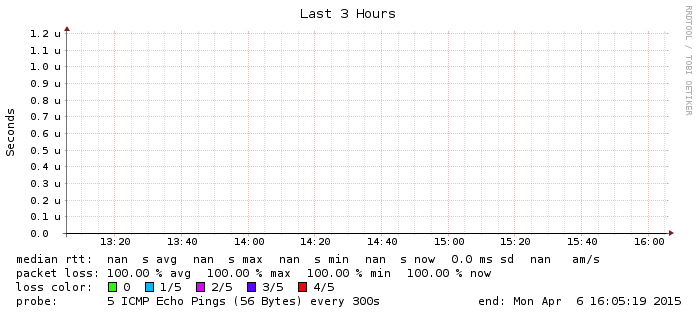 Last 3 Hours
RRDTOOL / TOBI OETIKER
Seconds
1.2 u
1.1 u
1.0 u
0.9 u
0.8 u
0.7 u
0.6 u
0.5 u
0.4 u
0.3 u
0.2 u
0.1 u
0.0
13:20 13:40 14:00 14:20 14:40 15:00 15:20 15:40 16:00
median rtt: nan s avg nan s max nan s min nan s now 0.0 ms sd nan am/s
packet loss: 100.00 % avg 100.00 % max 100.00 % min 100.00 % now
loss color: 0 1/5 2/5 3/5 4/5
probe: 5 ICMP Echo Pings (56 Bytes) every 300s end: Mon Apr 6 16:05:19 2015